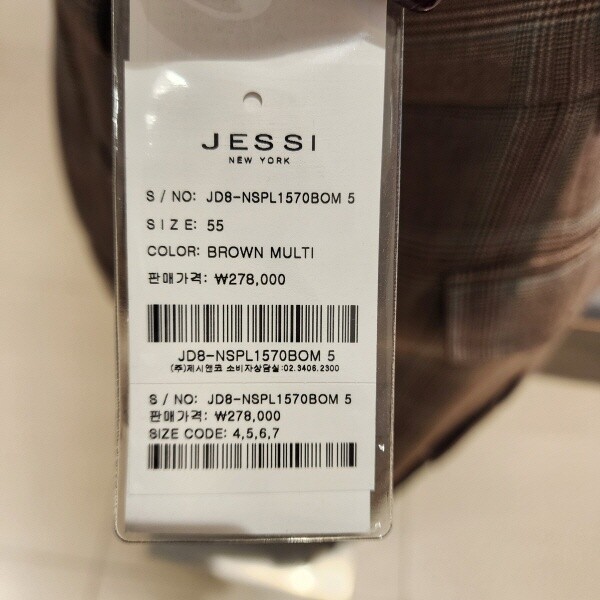 JESSI
NEW YORK
S / NO: JD8-NSPL1570BOM 5
SIZE: 55
COLOR: BROWN MULTI
판매가격: ₩278,000
JD8-NSPL1570BOM 5
(주)제시앤코 소비자상담실:02.3406.2300
S / NO: JD8-NSPL1570BOM 5
판매가격: ₩278,000
SIZE CODE: 4,5,6,7